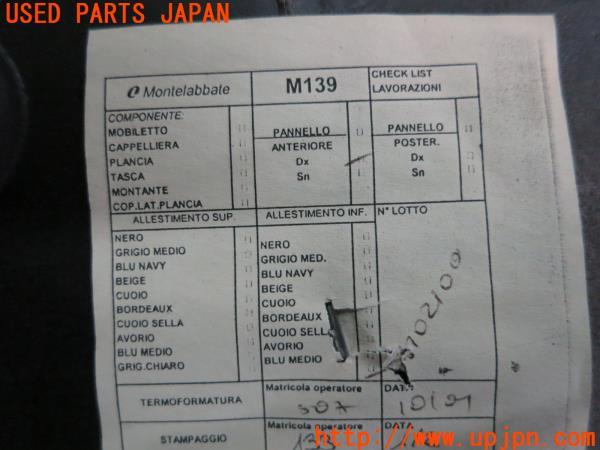 USED PARTS JAPAN
Montelabbate
M139
CHECK LIST
LAVORAZIONI
COMPONENTE:
MOBILETTO
CAPPELLIERA
PLANCIA
TASCA
MONTANTE
COP.LAT.PLANCIA
PANNELLO
ANTERIORE
Dx
Sn
PANNELLO
POSTER.
Dx
Sn
ALLESTIMENTO SUP.
ALLESTIMENTO INF.
N° LOTTO
NERO
GRIGIO MEDIO
BLU NAVY
BEIGE
CUOIO
BORDEAUX
CUOIO SELLA
AVORIO
BLU MEDIO
GRIG.CHIARO
NERO
GRIGIO MED.
BLU NAVY
BEIGE
CUOIO
BORDEAUX
CUOIO SELLA
AVORIO
BLU MEDIO
TERMOFORMATURA
Matricola operatore
307
DATA
STAMPAGGIO
Matricola operatore
DATA
http://www.upjpn.com